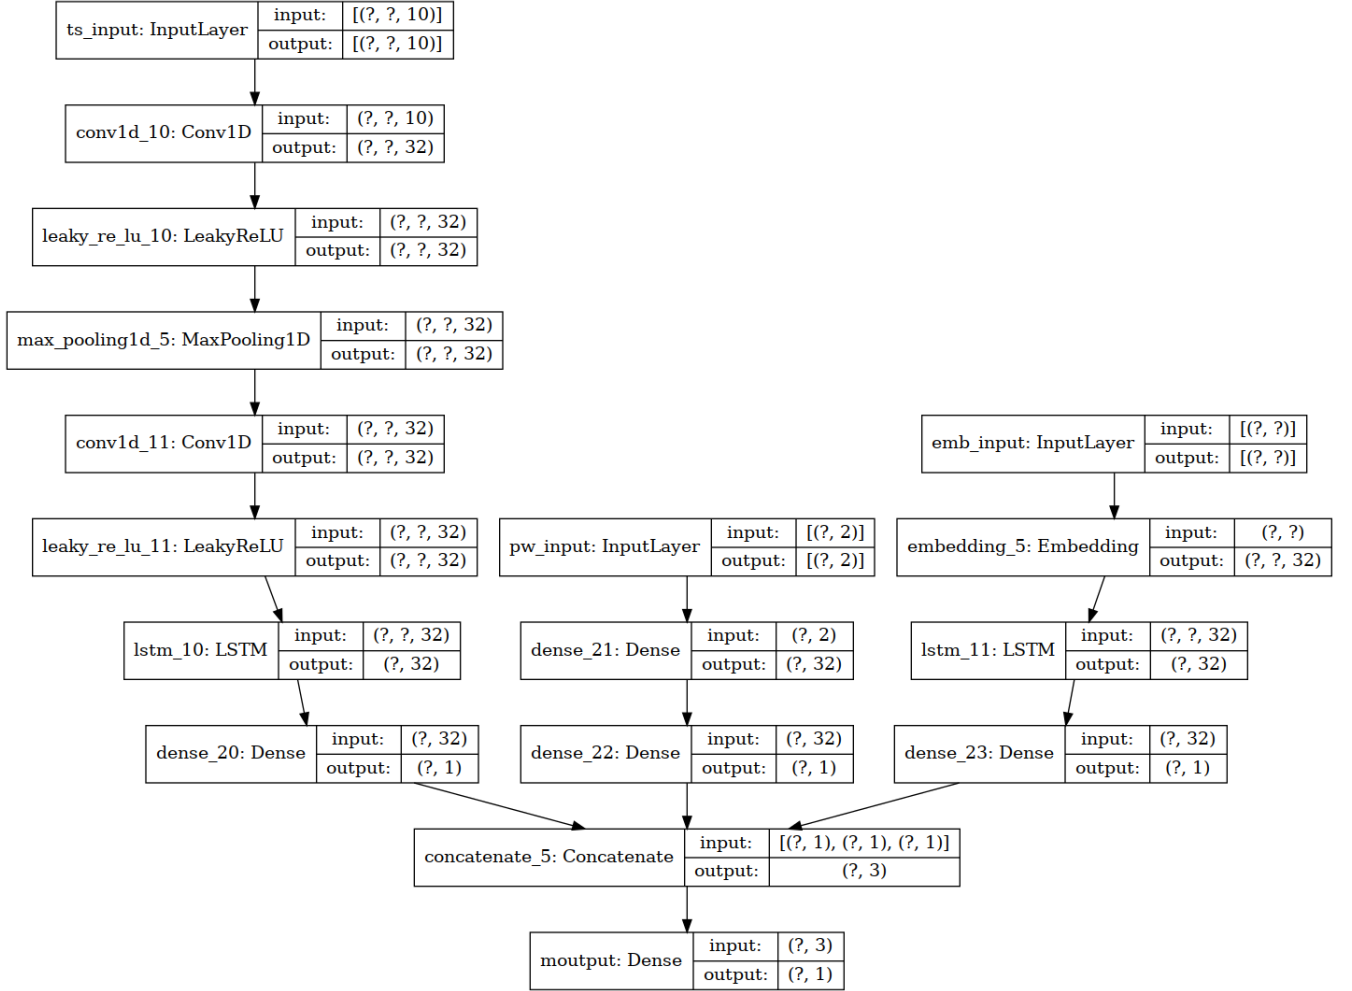 ts_input: InputLayer
input: [(?, ?, 10)]
output: [(?, ?, 10)]
conv1d_10: Conv1D
input: (?, ?, 10)
output: (?, ?, 32)
leaky_re_lu_10: LeakyReLU
input: (?, ?, 32)
output: (?, ?, 32)
max_pooling1d_5: MaxPooling1D
input: (?, ?, 32)
output: (?, ?, 32)
conv1d_11: Conv1D
input: (?, ?, 32)
output: (?, ?, 32)
emb_input: InputLayer
input: [(?, ?)]
output: [(?, ?)]
leaky_re_lu_11: LeakyReLU
input: (?, ?, 32)
output: (?, ?, 32)
pw_input: InputLayer
input: [(?, 2)]
output: [(?, 2)]
embedding_5: Embedding
input: (?, ?)
output: (?, ?, 32)
lstm_10: LSTM
input: (?, ?, 32)
output: (?, 32)
dense_21: Dense
input: (?, 2)
output: (?, 32)
lstm_11: LSTM
input: (?, ?, 32)
output: (?, 32)
dense_20: Dense
input: (?, 32)
output: (?, 1)
dense_22: Dense
input: (?, 32)
output: (?, 1)
dense_23: Dense
input: (?, 32)
output: (?, 1)
concatenate_5: Concatenate
input: [(?, 1), (?, 1), (?, 1)]
output: (?, 3)
moutput: Dense
input: (?, 3)
output: (?, 1)